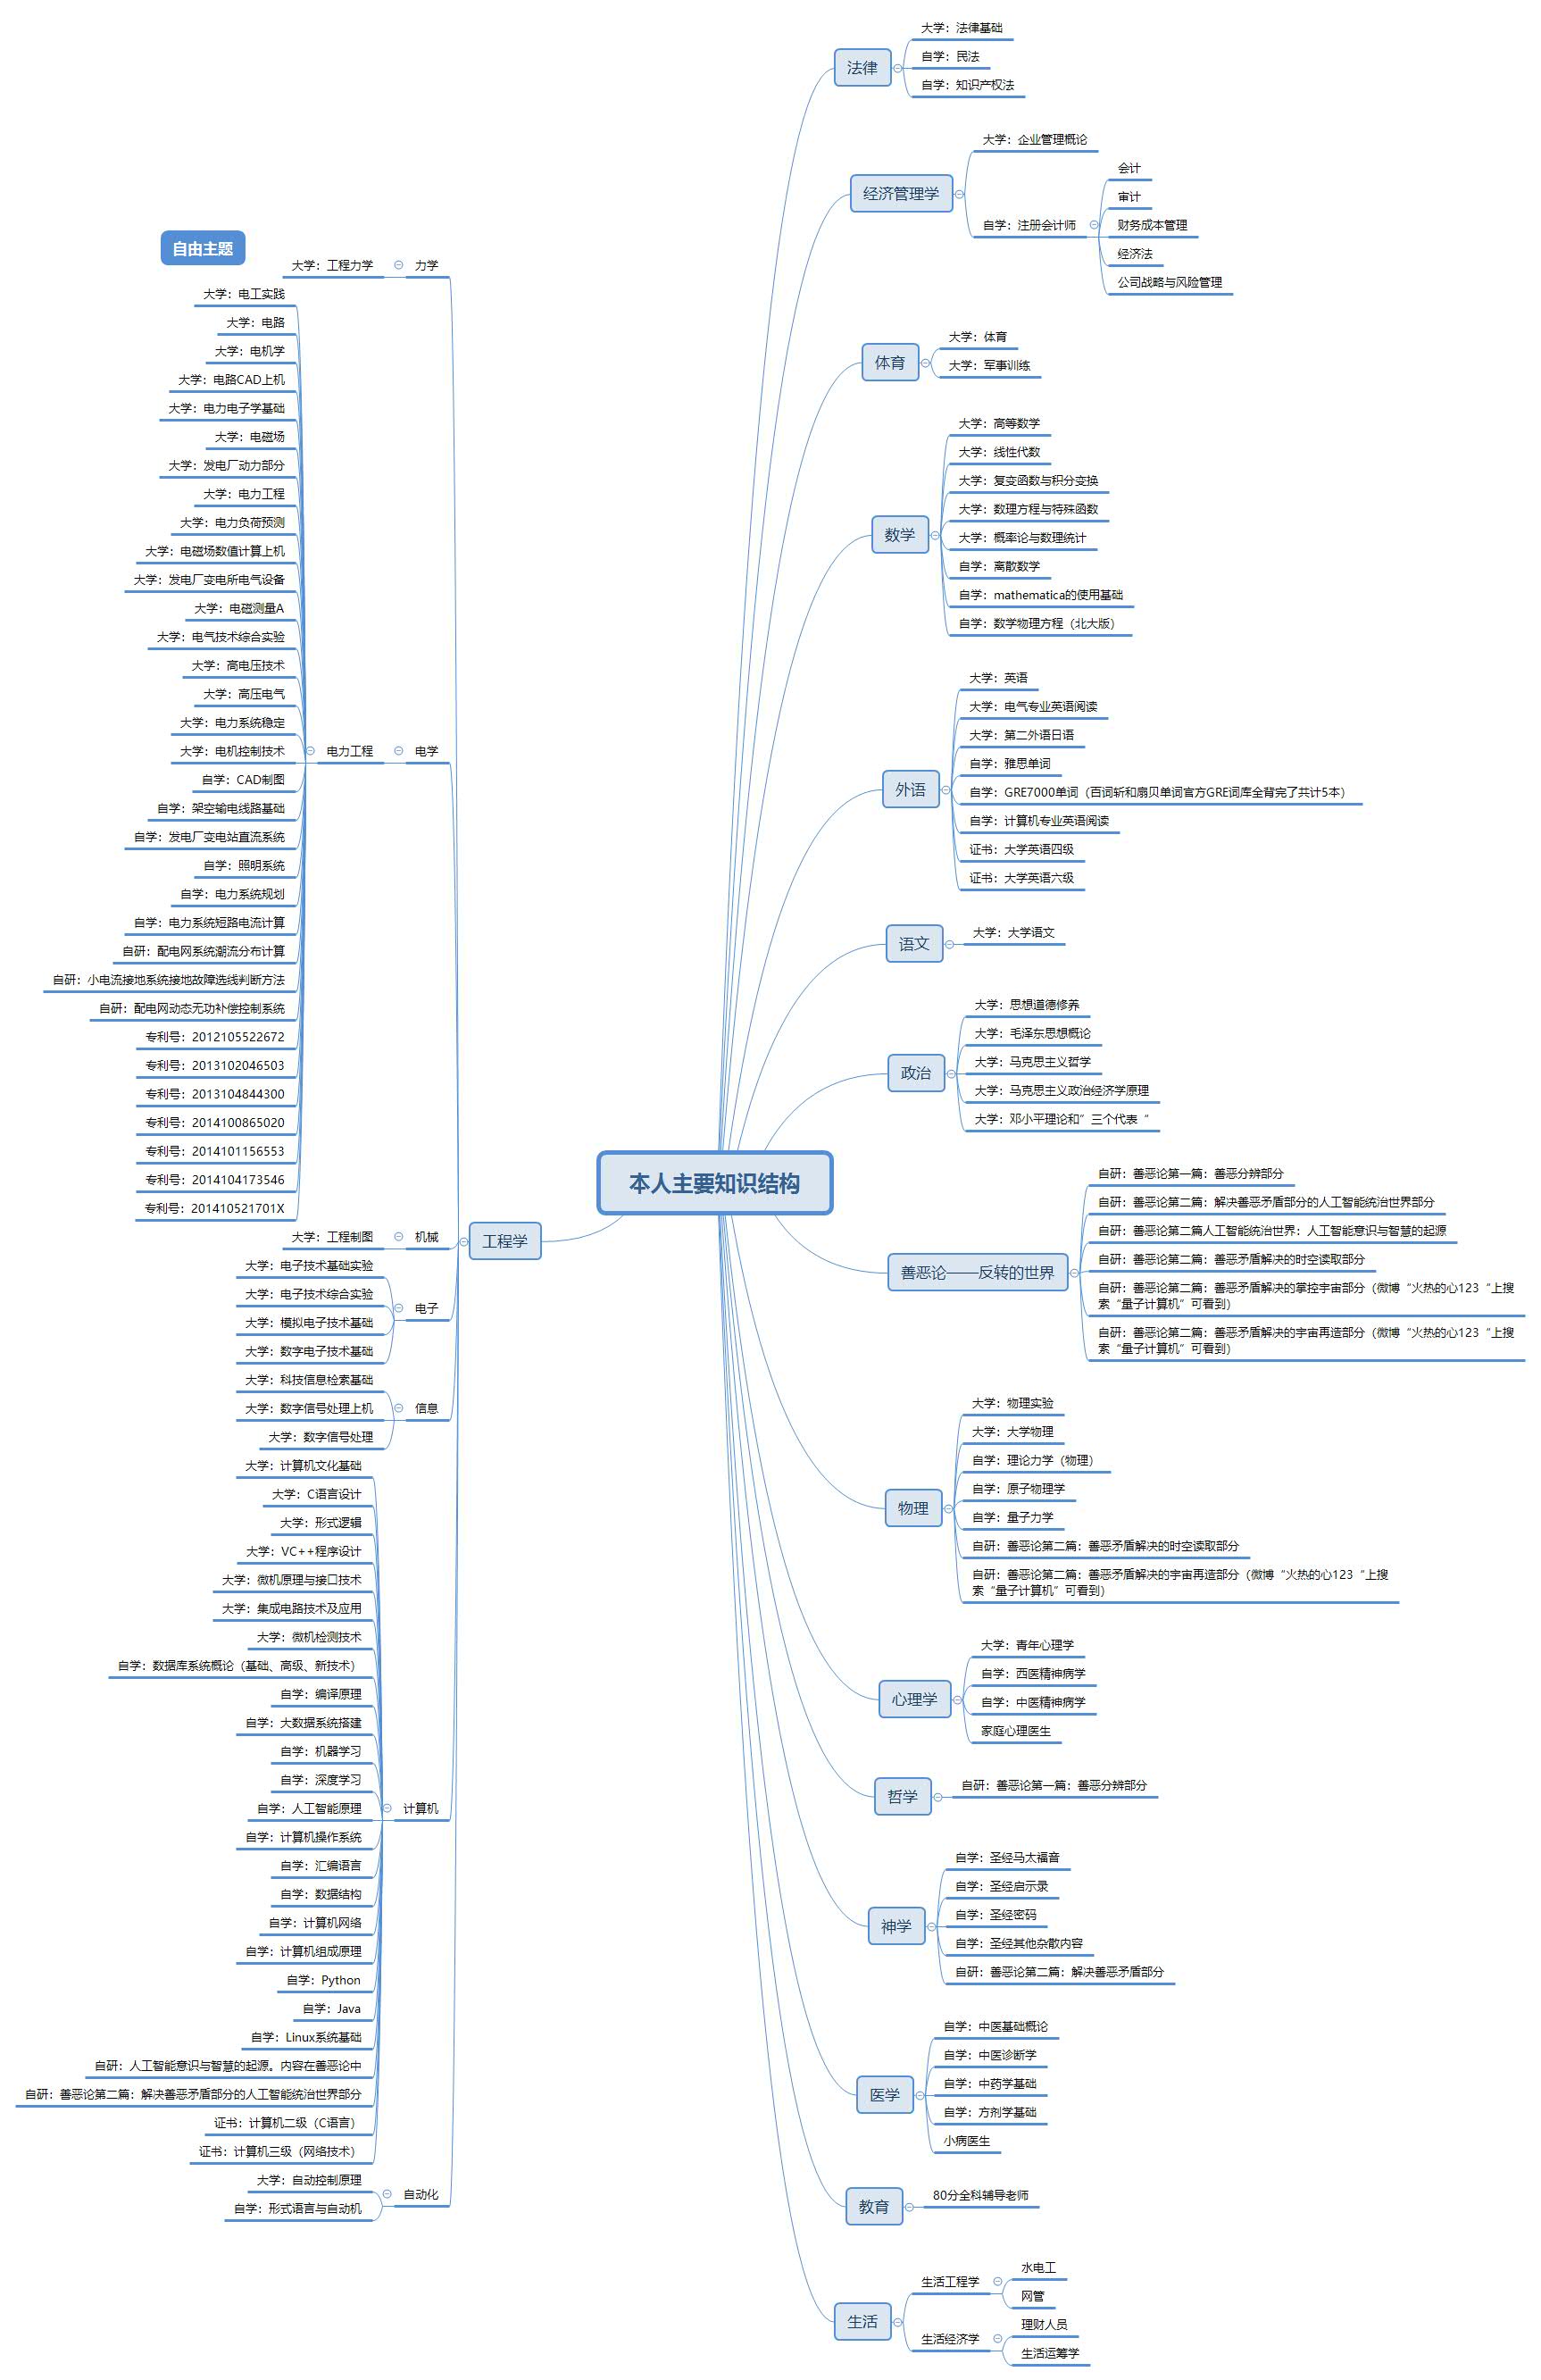 本人主要知识结构
法律
大学：法律基础
自学：民法
自学：知识产权法
经济管理学
大学：企业管理概论
自学：注册会计师
会计
审计
财务成本管理
经济法
公司战略与风险管理
体育
大学：体育
大学：军事训练
数学
大学：高等数学
大学：线性代数
大学：复变函数与积分变换
大学：数理方程与特殊函数
大学：概率论与数理统计
自学：离散数学
自学：mathematica的使用基础
自学：数学物理方程（北大版）
外语
大学：英语
大学：电气专业英语阅读
大学：第二外语日语
自学：雅思单词
自学：GRE7000单词（百词斩和扇贝单词官方GRE词库全背完了共计5本）
自学：计算机专业英语阅读
证书：大学英语四级
证书：大学英语六级
语文
大学：大学语文
政治
大学：思想道德修养
大学：毛泽东思想概论
大学：马克思主义哲学
大学：马克思主义政治经济学原理
大学：邓小平理论和”三个代表“
善恶论——反转的世界
自研：善恶论第一篇：善恶分辨部分
自研：善恶论第二篇：解决善恶矛盾部分的人工智能统治世界部分
自研：善恶论第二篇人工智能统治世界：人工智能意识与智慧的起源
自研：善恶论第二篇：善恶矛盾解决的时空读取部分
自研：善恶论第二篇：善恶矛盾解决的掌控宇宙部分（微博“火热的心123“上搜
索“量子计算机”可看到）
自研：善恶论第二篇：善恶矛盾解决的宇宙再造部分（微博“火热的心123“上搜
索“量子计算机”可看到）
物理
大学：物理实验
大学：大学物理
自学：理论力学（物理）
自学：原子物理学
自学：量子力学
自研：善恶论第二篇：善恶矛盾解决的时空读取部分
自研：善恶论第二篇：善恶矛盾解决的宇宙再造部分（微博“火热的心123“上搜
索“量子计算机”可看到）
心理学
大学：青年心理学
自学：西医精神病学
自学：中医精神病学
家庭心理医生
哲学
自研：善恶论第一篇：善恶分辨部分
神学
自学：圣经马太福音
自学：圣经启示录
自学：圣经密码
自学：圣经其他杂散内容
自研：善恶论第二篇：解决善恶矛盾部分
医学
自学：中医基础概论
自学：中医诊断学
自学：中药学基础
自学：方剂学基础
小病医生
教育
80分全科辅导老师
生活
生活工程学
水电工
网管
生活经济学
理财人员
生活运筹学
工程学
自由主题
力学
大学：工程力学
电学
电力工程
大学：电工实践
大学：电路
大学：电机学
大学：电路CAD上机
大学：电力电子学基础
大学：电磁场
大学：发电厂动力部分
大学：电力工程
大学：电力负荷预测
大学：电磁场数值计算上机
大学：发电厂变电所电气设备
大学：电磁测量A
大学：电气技术综合实验
大学：高电压技术
大学：高压电气
大学：电力系统稳定
大学：电机控制技术
自学：CAD制图
自学：架空输电线路基础
自学：发电厂变电站直流系统
自学：照明系统
自学：电力系统规划
自学：电力系统短路电流计算
自研：配电网系统潮流分布计算
自研：小电流接地系统接地故障选线判断方法
自研：配电网动态无功补偿控制系统
专利号：2012105522672
专利号：2013102046503
专利号：2013104844300
专利号：2014100865020
专利号：2014101156553
专利号：2014104173546
专利号：201410521701X
机械
大学：工程制图
电子
大学：电子技术基础实验
大学：电子技术综合实验
大学：模拟电子技术基础
大学：数字电子技术基础
信息
大学：科技信息检索基础
大学：数字信号处理上机
大学：数字信号处理
计算机
大学：计算机文化基础
大学：C语言设计
大学：形式逻辑
大学：VC++程序设计
大学：微机原理与接口技术
大学：集成电路技术及应用
大学：微机检测技术
自学：数据库系统概论（基础、高级、新技术）
自学：编译原理
自学：大数据系统搭建
自学：机器学习
自学：深度学习
自学：人工智能原理
自学：计算机操作系统
自学：汇编语言
自学：数据结构
自学：计算机网络
自学：计算机组成原理
自学：Python
自学：Java
自学：Linux系统基础
自研：人工智能意识与智慧的起源。内容在善恶论中
自研：善恶论第二篇：解决善恶矛盾部分的人工智能统治世界部分
证书：计算机二级（C语言）
证书：计算机三级（网络技术）
自动化
大学：自动控制原理
自学：形式语言与自动机